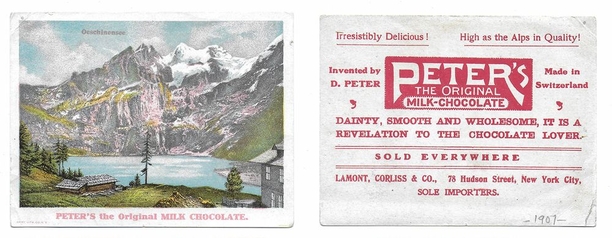 Oeschinensee
PETER'S the Original MILK CHOCOLATE.
Irresistibly Delicious!
High as the Alps in Quality!
Invented by
D. PETER
PETER'S
THE ORIGINAL
MILK-CHOCOLATE
Made in
Switzerland
DAINTY, SMOOTH AND WHOLESOME, IT IS A
REVELATION TO THE CHOCOLATE LOVER.
SOLD EVERYWHERE
LAMONT, CORLISS & CO., 78 Hudson Street, New York City,
SOLE IMPORTERS.
-1907-